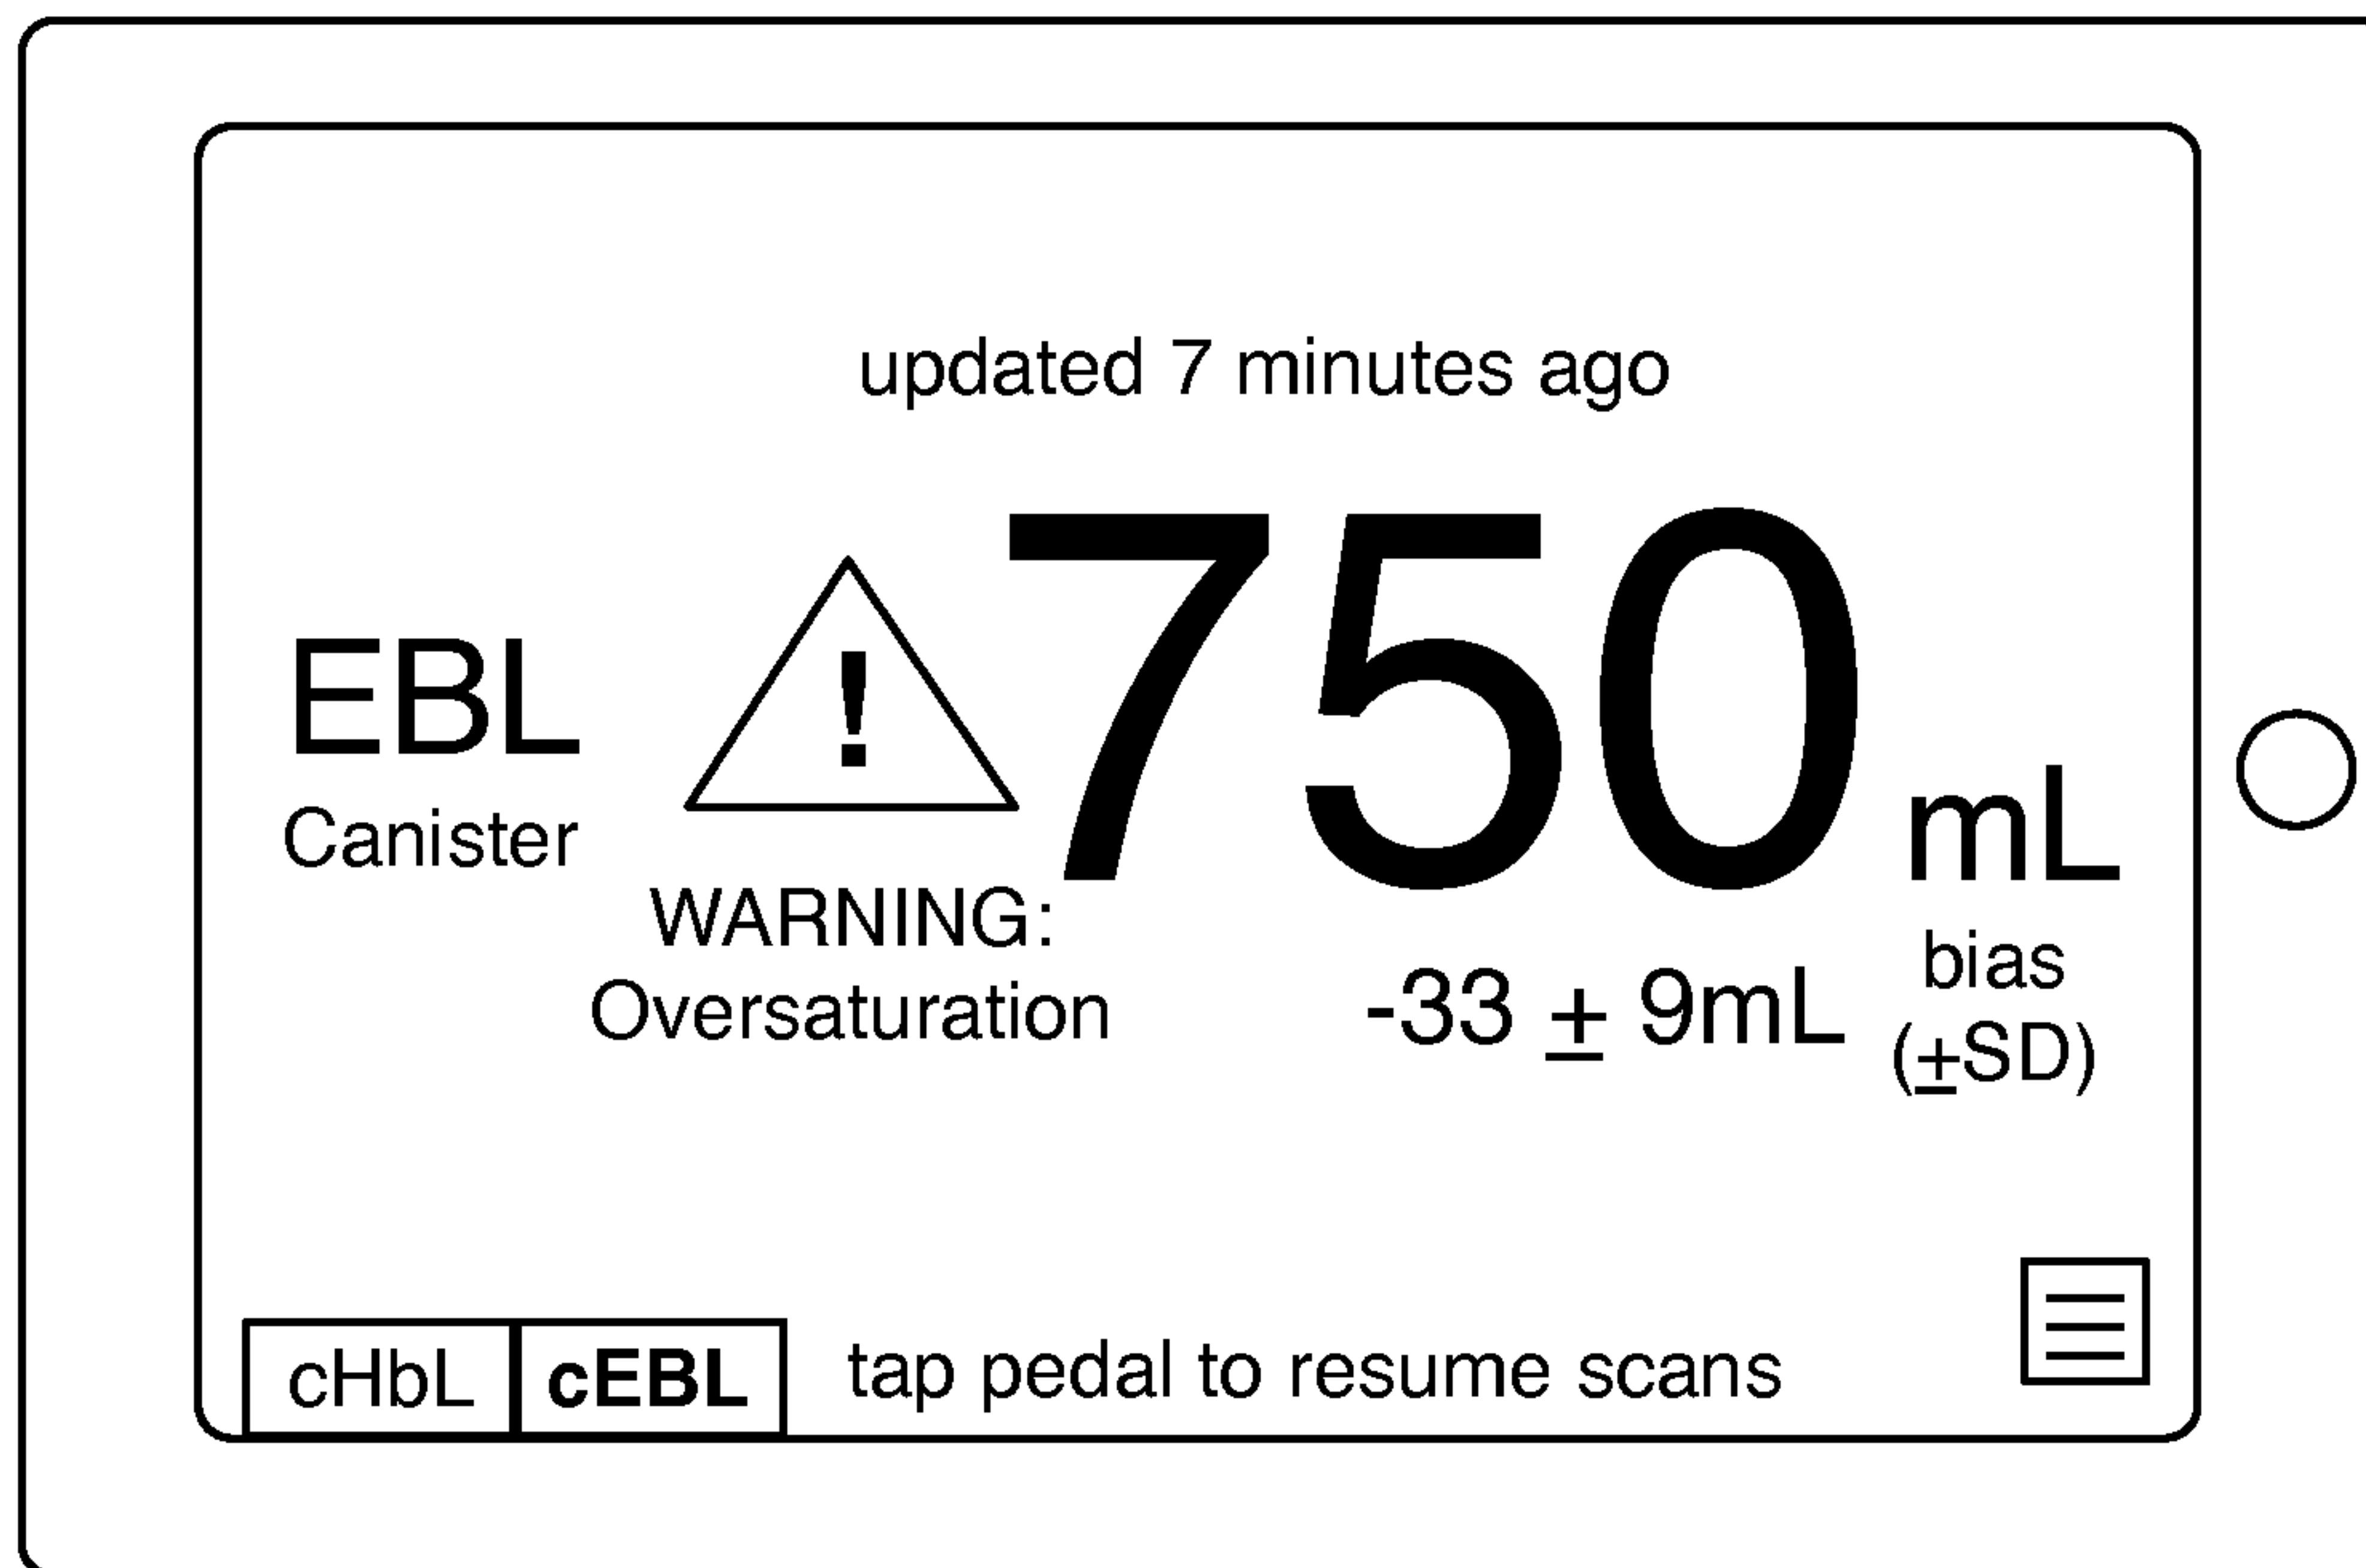 updated 7 minutes ago
EBL
Canister
!
750 mL
WARNING:
Oversaturation
-33 ± 9mL
bias
(±SD)
cHbL
cEBL
tap pedal to resume scans